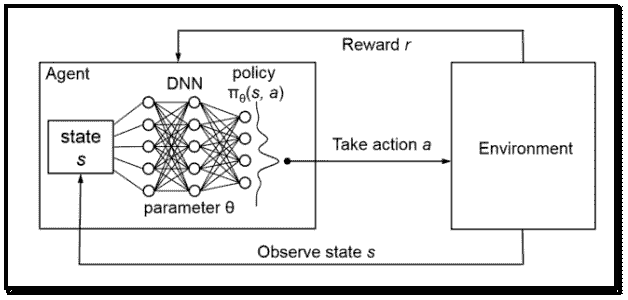 Reward r
Agent
DNN
policy
πθ(s, a)
state
s
Take action a
Environment
parameter θ
Observe state s